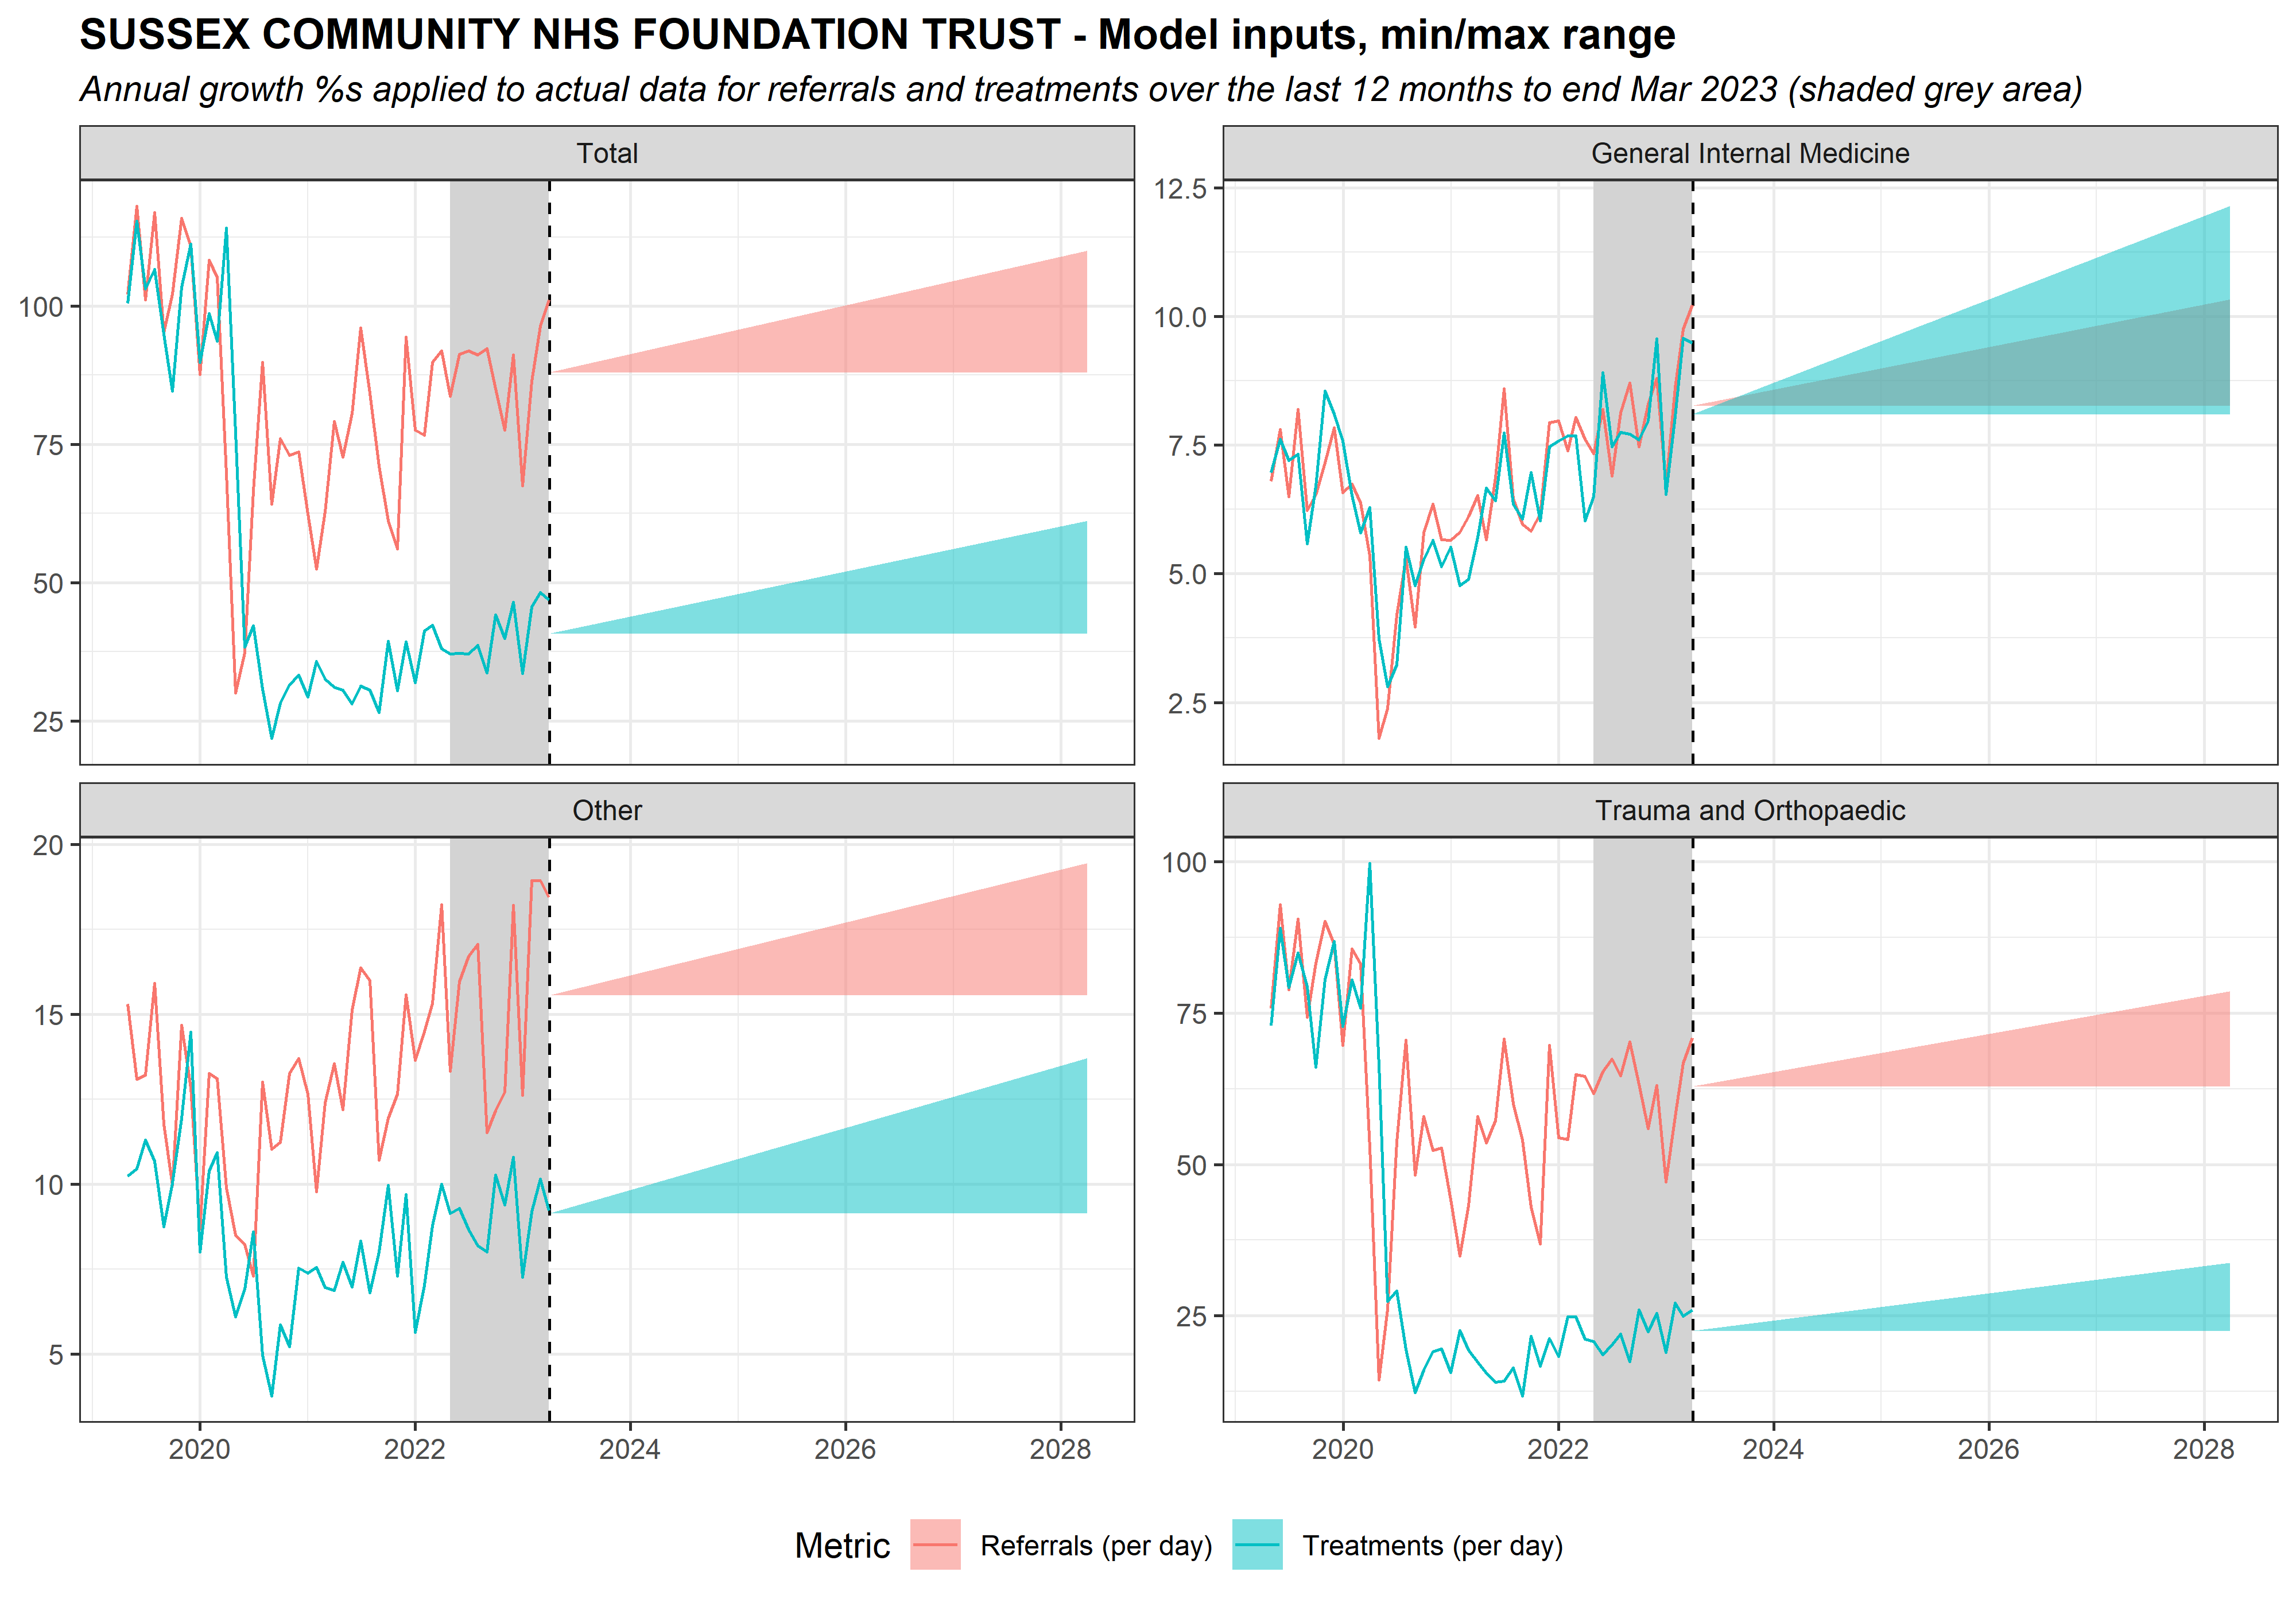 SUSSEX COMMUNITY NHS FOUNDATION TRUST - Model inputs, min/max range
Annual growth %s applied to actual data for referrals and treatments over the last 12 months to end Mar 2023 (shaded grey area)
Total
100
75
50
25
General Internal Medicine
12.5
10.0
7.5
5.0
2.5
Other
20
15
10
5
2020 2022 2024 2026 2028
Trauma and Orthopaedic
100
75
50
25
2020 2022 2024 2026 2028
Metric Referrals (per day) Treatments (per day)